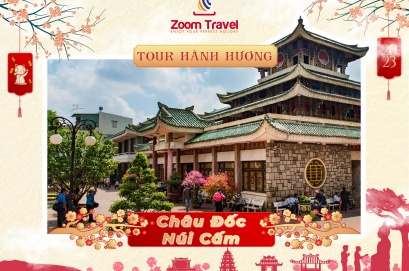 Zoom Travel
ENJOY YOUR PERFECT HOLIDAY
TOUR HÀNH HƯƠNG
23
Châu Đốc
Núi Cấm